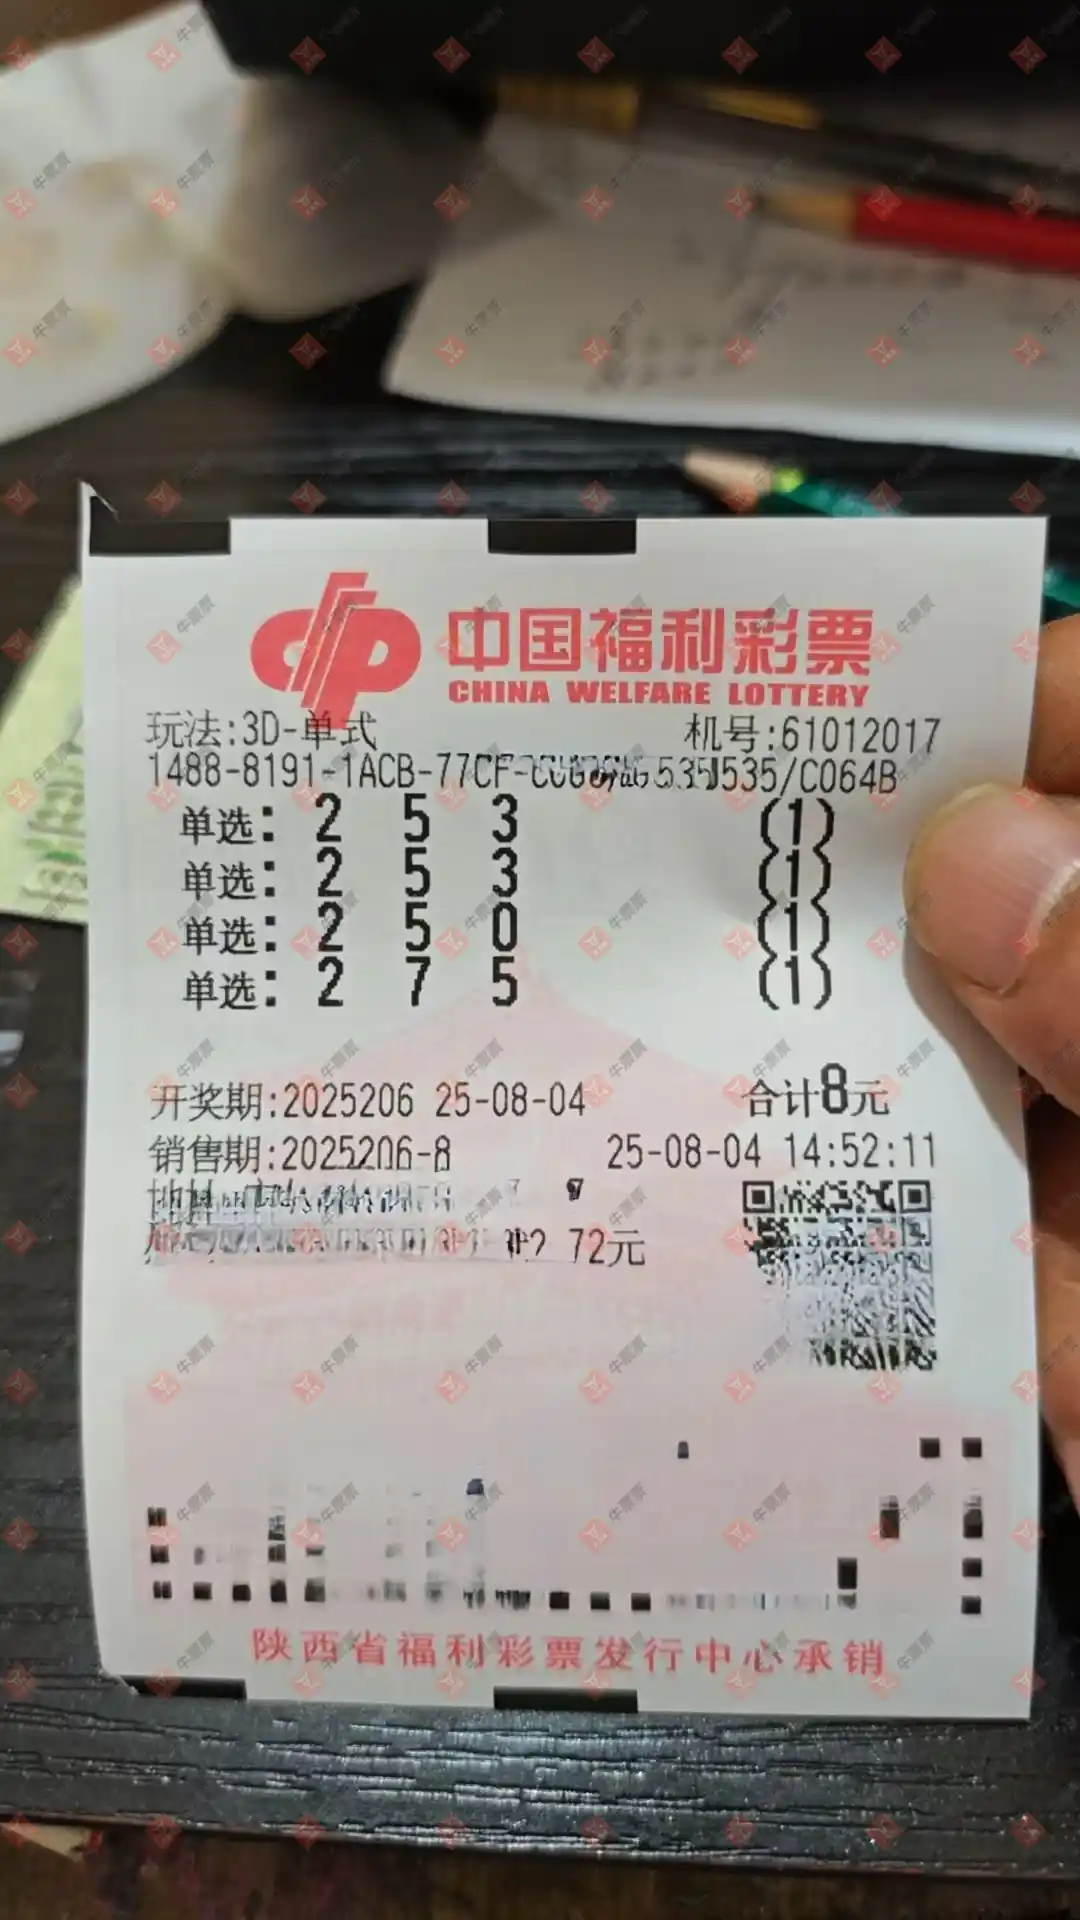 中国福利彩票
CHINA WELFARE LOTTERY
玩法:3D-单式 机号:61012017
1488-8191-1ACB-77CF- 535/C064B
单选: 2 5 3 (1)
单选: 2 5 3 (1)
单选: 2 5 0 (1)
单选: 2 7 5 (1)
开奖期:2025206 25-08-04 合计8元
销售期:2025206-8 25-08-04 14:52:11
72元
陕西省福利彩票发行中心承销
牛票票